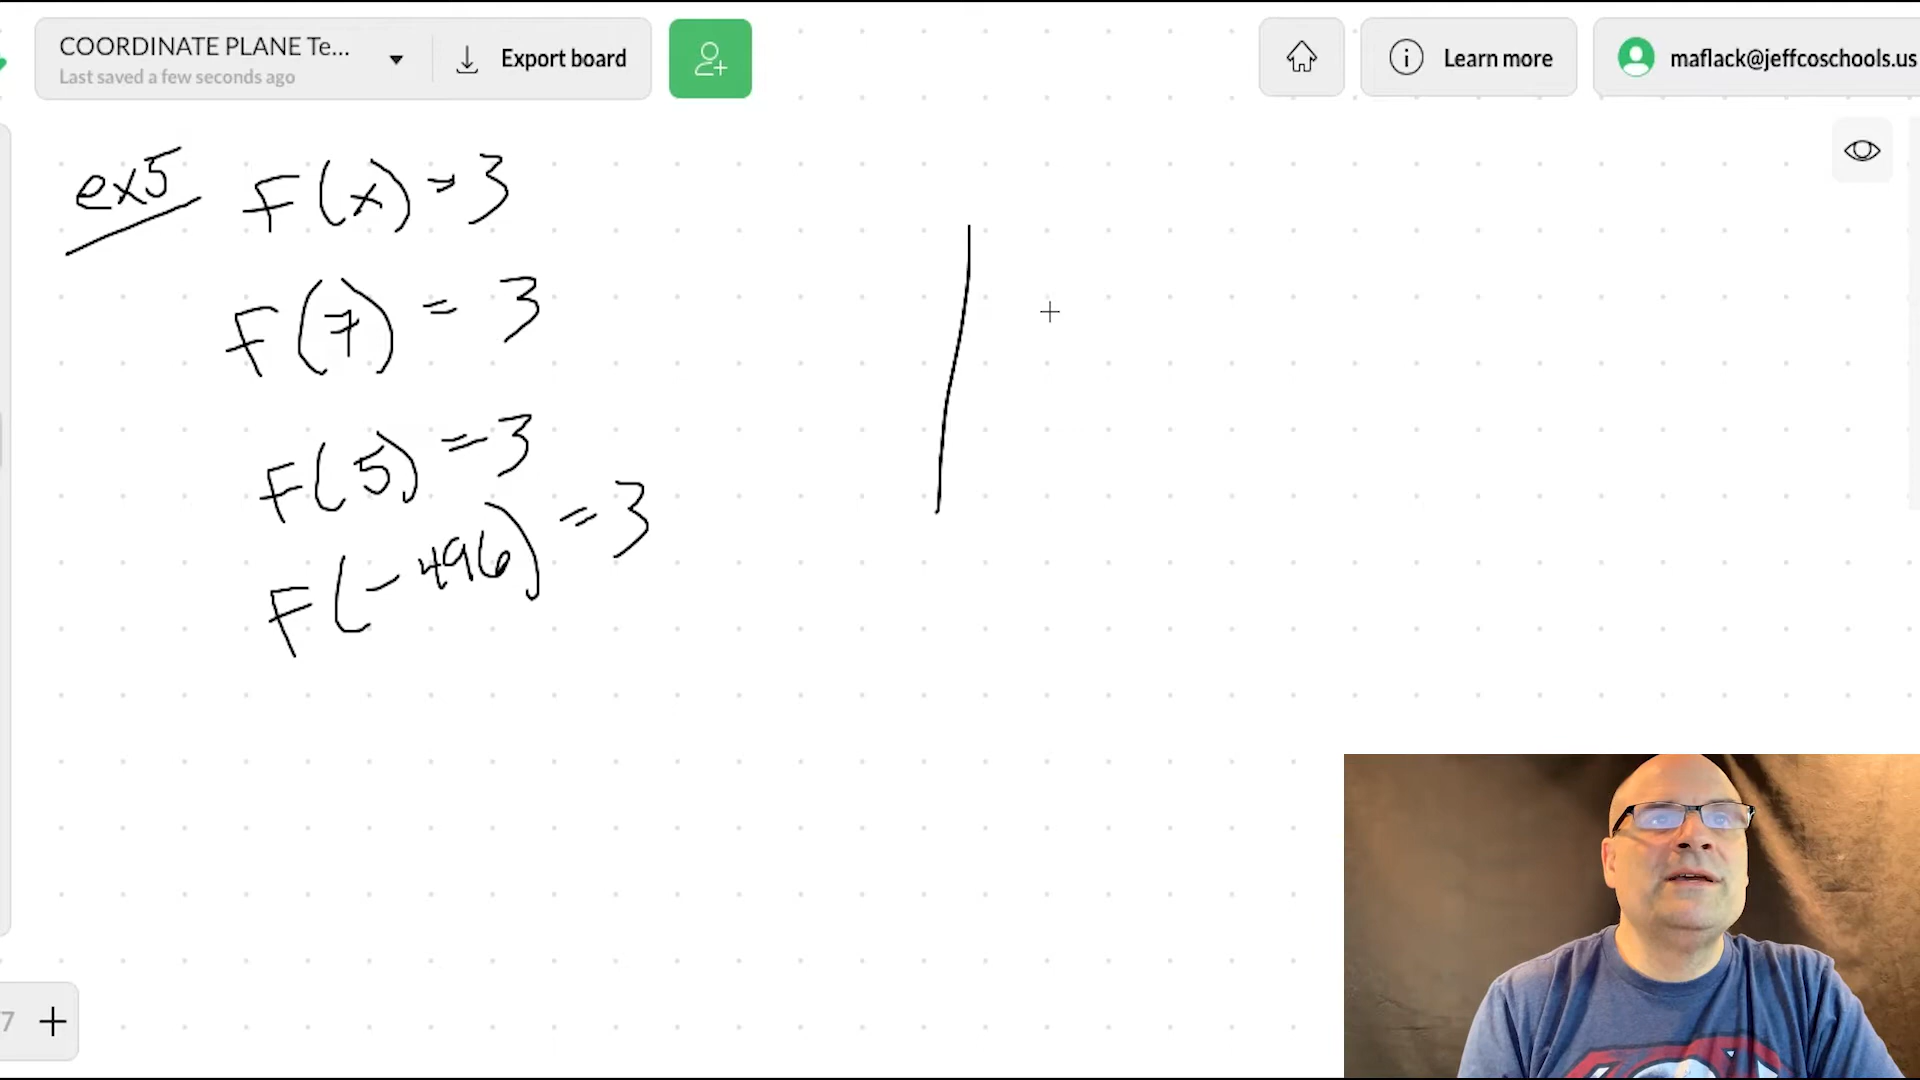 COORDINATE PLANE Te...
Last saved a few seconds ago
Export board
Learn more
maflack@jeffcoschools.us
ex5 F(x) = 3
F(7) = 3
F(5) = 3
F(-496) = 3
7 +